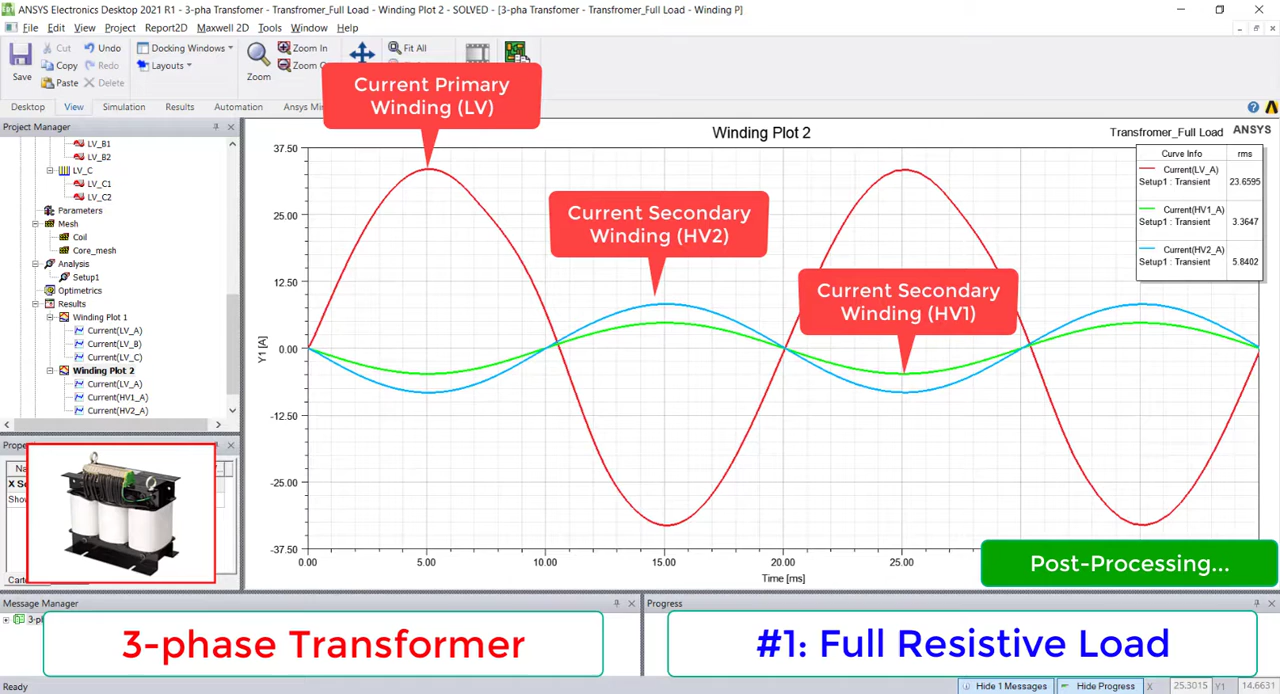 ANSYS Electronics Desktop 2021 R1 - 3-pha Transfomer - Transfromer_Full Load - Winding Plot 2 - SOLVED - [3-pha Transfomer - Transfromer_Full Load - Winding P]
File Edit View Project Report2D Maxwell 2D Tools Window Help
Save
Cut
Copy
Paste
Undo
Redo
Delete
Docking Windows
Layouts
Zoom
Zoom In
Zoom
Fit All
Desktop View Simulation Results Automation Ansys
Project Manager
LV_B1
LV_B2
LV_C
LV_C1
LV_C2
Parameters
Mesh
Coil
Core_mesh
Analysis
Setup1
Optimetrics
Results
Winding Plot 1
Current(LV_A)
Current(LV_B)
Current(LV_C)
Winding Plot 2
Current(LV_A)
Current(HV1_A)
Current(HV2_A)
Current Primary
Winding (LV)
Current Secondary
Winding (HV2)
Current Secondary
Winding (HV1)
Winding Plot 2
Transfromer_Full Load ANSYS
Curve Info rms
Current(LV_A)
Setup1 : Transient 23.6595
Current(HV1_A)
Setup1 : Transient 3.3647
Current(HV2_A)
Setup1 : Transient 5.8402
Y1 [A]
37.50
25.00
12.50
0.00
-12.50
-25.00
-37.50
0.00 5.00 10.00 15.00 20.00 25.00
Time [ms]
Post-Processing...
Message Manager
Progress
3-phase Transformer
#1: Full Resistive Load
Ready
Hide 1 Messages Hide Progress X 25.3015 Y1 14.6631